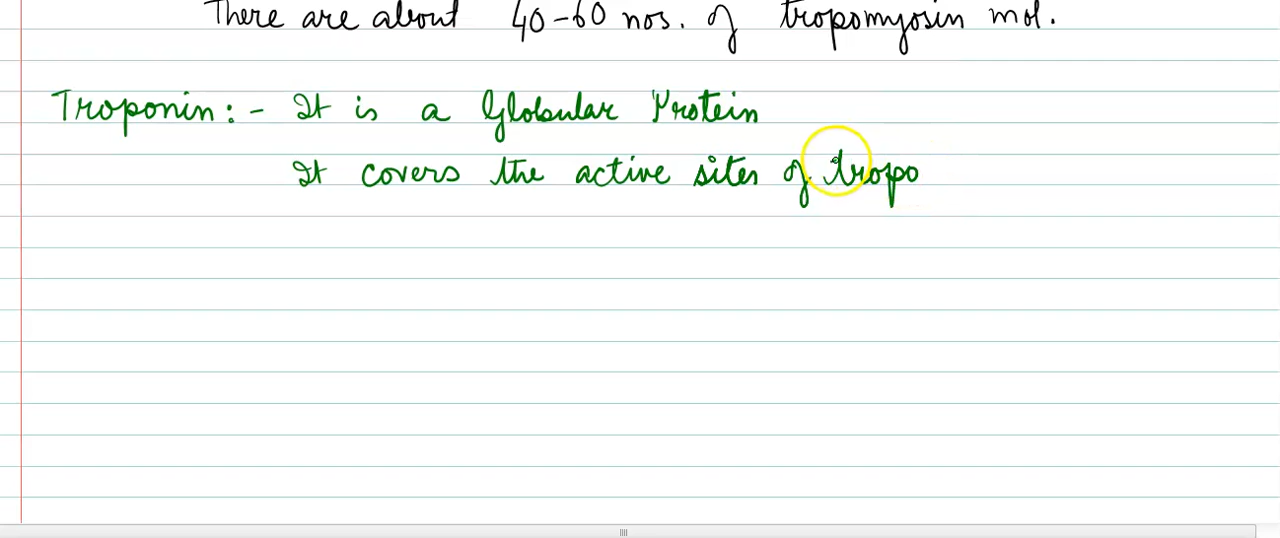 There are about 40-60 nos. of tropomyosin mol.
Troponin:- It is a Globular Protein
It covers the active sites of tropo